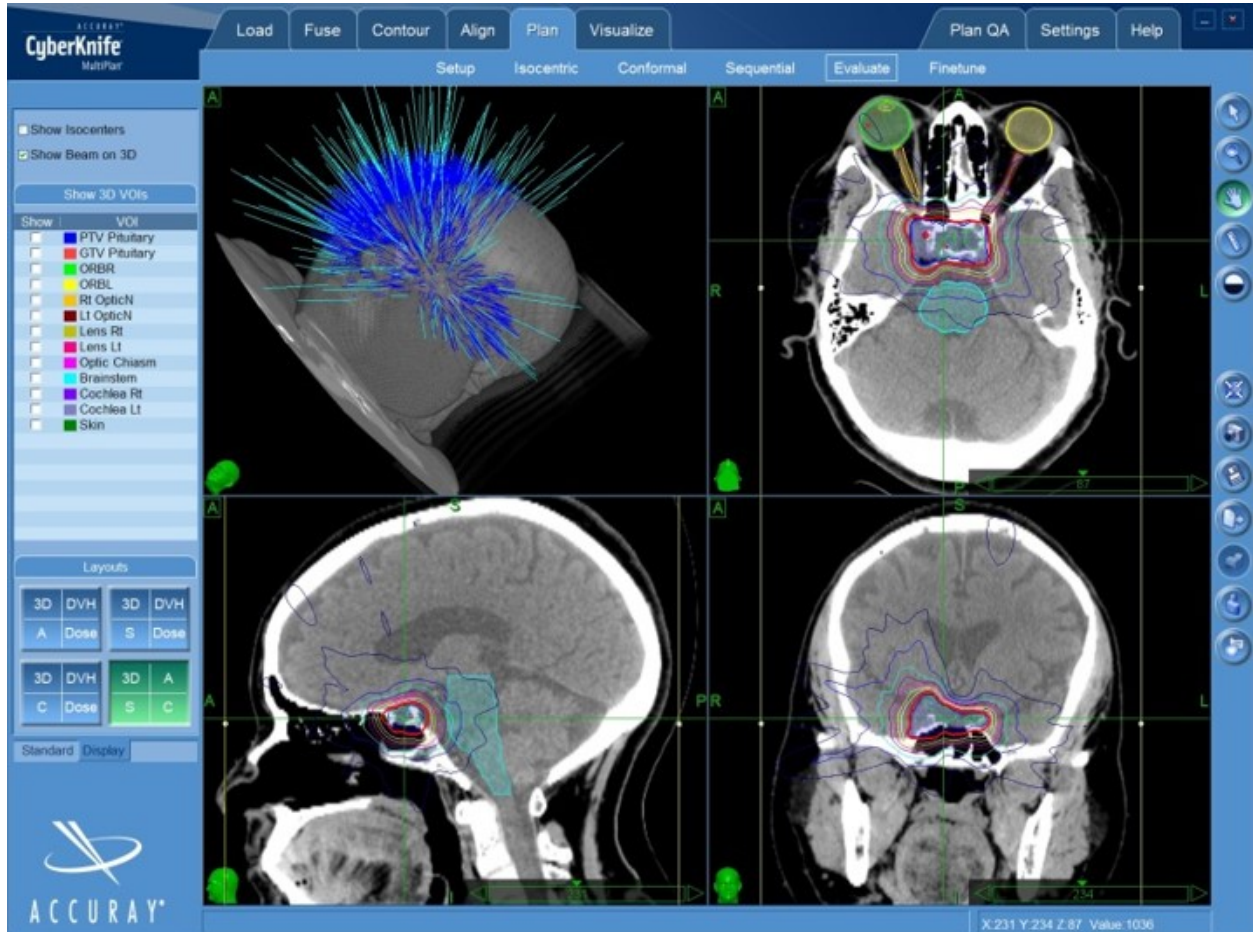 ACCURAY
CyberKnife
MultiPlan
Load Fuse Contour Align Plan Visualize Plan QA Settings Help
Setup Isocentric Conformal Sequential Evaluate Finetune
Show Isocenters
Show Beam on 3D
Show 3D VOIs
Show VOI
PTV Pituitary
GTV Pituitary
ORBR
ORBL
Rt OpticN
Lt OpticN
Lens Rt
Lens Lt
Optic Chiasm
Brainstem
Cochlea Rt
Cochlea Lt
Skin
Layouts
3D DVH 3D DVH
A Dose S Dose
3D DVH 3D A
C Dose S C
Standard Display
ACCURAY
A
A A
R L
P
87
A S
A P
A S
R L
234
X:231 Y:234 Z:87 Value:1036